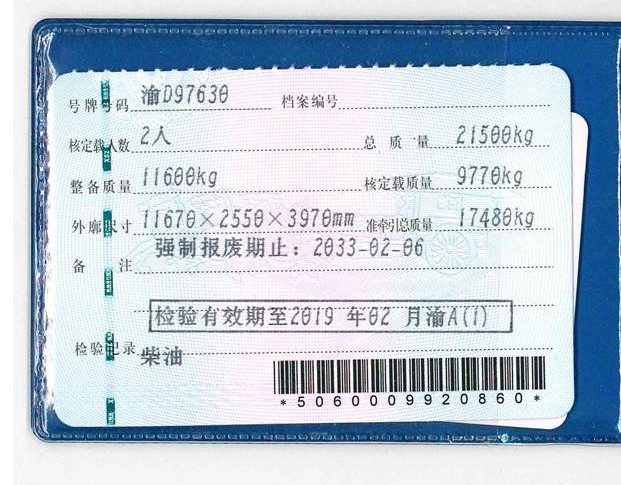 号牌号码 渝D97630 档案编号
核定载人数 2人 总质量 21500kg
整备质量 11600kg 核定载质量 9770kg
外廓尺寸 11670×2550×3970mm 准牵引总质量 17480kg
强制报废期止：2033-02-06
备注
检验有效期至2019 年02 月渝A(1)
检验记录 柴油
*5060009920860*